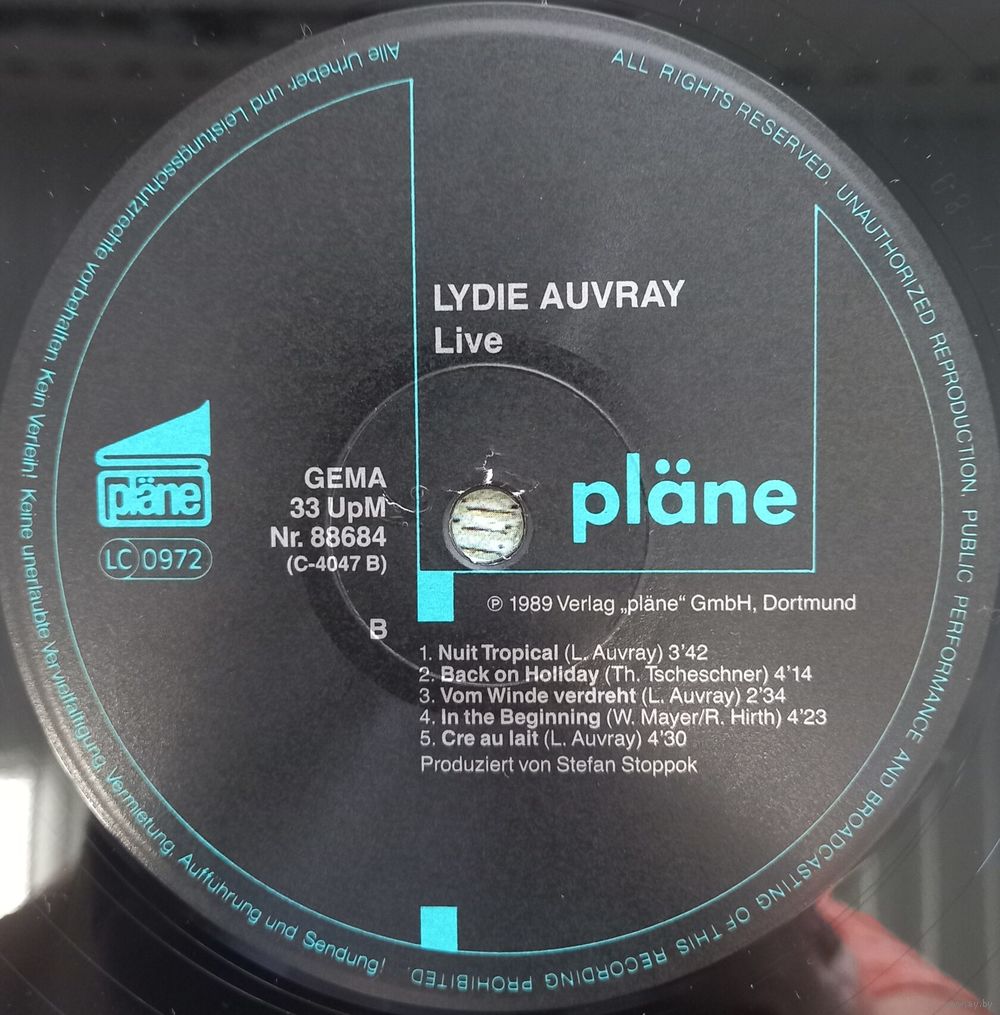 Alle Urheber und Leistungsschutzrechte vorbehalten. Kein Verleih! Keine unerlaubte Vervielfältigung, Vermietung, Aufführung und Sendung!
ALL RIGHTS RESERVED, UNAUTHORIZED REPRODUCTION, PUBLIC PERFORMANCE AND BROADCASTING OF THIS RECORDING PROHIBITED.
LYDIE AUVRAY
Live
pläne
LC 0972
GEMA
33 UpM
Nr. 88684
(C-4047 B)
B
pläne
℗ 1989 Verlag „pläne“ GmbH, Dortmund
1. Nuit Tropical (L. Auvray) 3'42
2. Back on Holiday (Th. Tscheschner) 4'14
3. Vom Winde verdreht (L. Auvray) 2'34
4. In the Beginning (W. Mayer/R. Hirth) 4'23
5. Cre au lait (L. Auvray) 4'30
Produziert von Stefan Stoppok